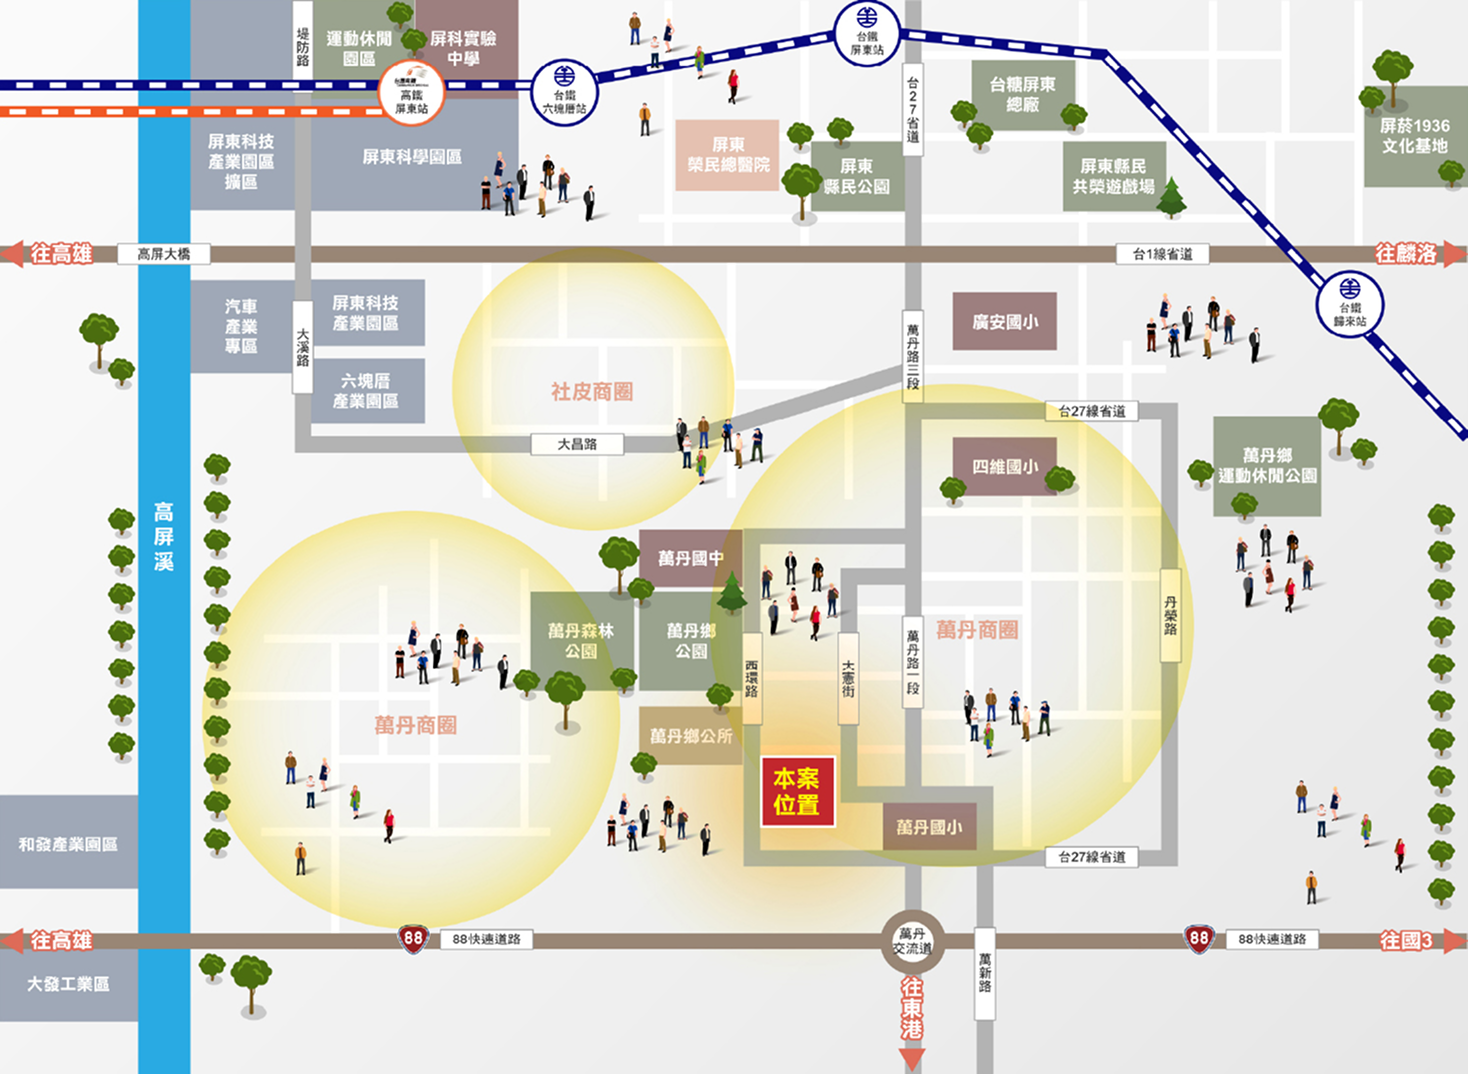 堤防路
運動休閒
園區
屏科實驗
中學
台鐵
屏東站
高鐵
屏東站
台鐵
六塊厝站
台27省道
台糖屏東
總廠
屏菸1936
文化基地
屏東科技
產業園區
擴區
屏東科學園區
屏東
榮民總醫院
屏東
縣民公園
屏東縣民
共榮遊戲場
往高雄
高屏大橋
台1線省道
往麟洛
汽車
產業
專區
屏東科技
產業園區
大溪路
六塊厝
產業園區
社皮商圈
萬丹路三段
廣安國小
台鐵
歸來站
大昌路
台27線省道
四維國小
萬丹鄉
運動休閒公園
高屏溪
萬丹國中
萬丹森林
公園
萬丹鄉
公園
西環路
大憲街
萬丹路一段
萬丹商圈
丹榮路
萬丹商圈
萬丹鄉公所
本案
位置
萬丹國小
台27線省道
和發產業園區
往高雄
88
88快速道路
萬丹
交流道
88
88快速道路
往國3
大發工業區
萬新路
往東港